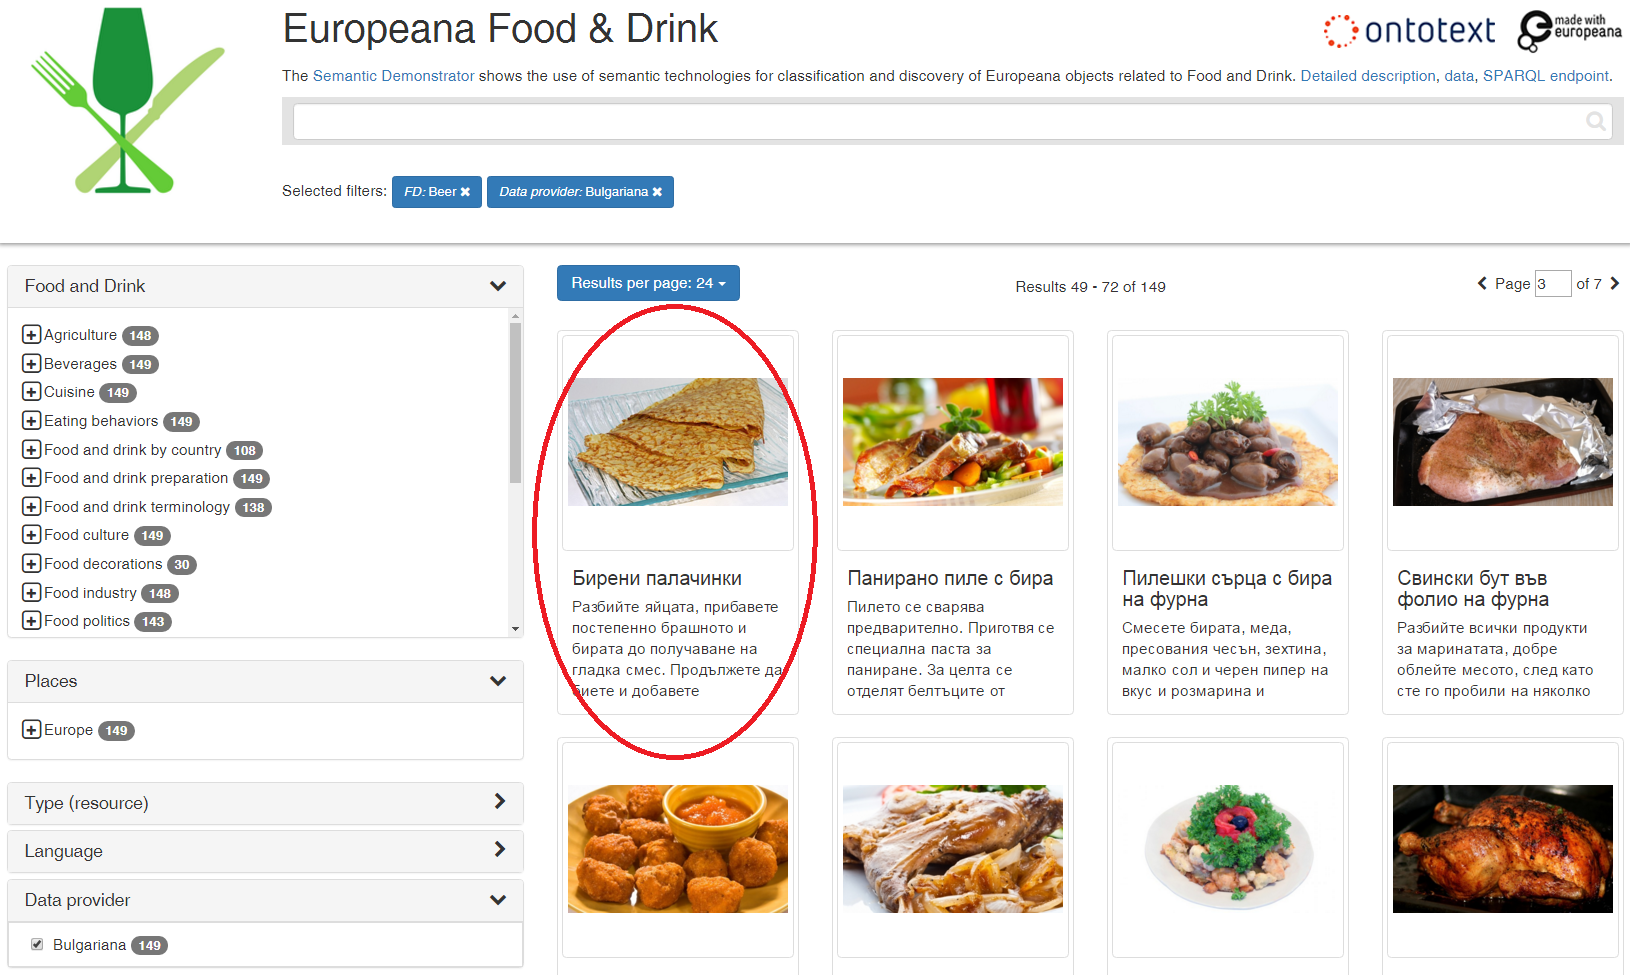 Europeana Food & Drink
ontotext
made with
europeana
The Semantic Demonstrator shows the use of semantic technologies for classification and discovery of Europeana objects related to Food and Drink. Detailed description, data, SPARQL endpoint.
Selected filters: FD: Beer ✖ Data provider: Bulgariana ✖
Food and Drink
Agriculture 148
Beverages 149
Cuisine 149
Eating behaviors 149
Food and drink by country 108
Food and drink preparation 149
Food and drink terminology 138
Food culture 149
Food decorations 30
Food industry 148
Food politics 143
Places
Europe 149
Type (resource)
Language
Data provider
Bulgariana 149
Results per page: 24
Results 49 - 72 of 149
Page 3 of 7
Бирени палачинки
Разбийте яйцата, прибавете
постепенно брашното и
бирата до получаване на
гладка смес. Продължете да
биете и добавете
Панирано пиле с бира
Пилето се сварява
предварително. Приготвя се
специална паста за
паниране. За целта се
отделят белтъците от
Пилешки сърца с бира
на фурна
Смесете бирата, меда,
пресования чесън, зехтина,
малко сол и черен пипер на
вкус и розмарина и
Свински бут във
фолио на фурна
Разбийте всички продукти
за маринатата, добре
облейте месото, след като
сте го пробили на няколко